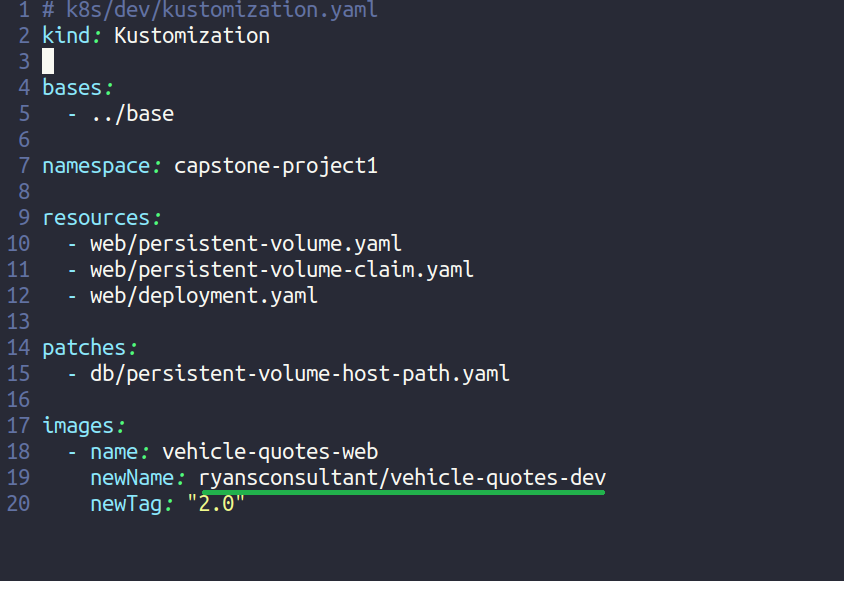 1 # k8s/dev/kustomization.yaml
2 kind: Kustomization
3
4 bases:
5   - ../base
6
7 namespace: capstone-project1
8
9 resources:
10   - web/persistent-volume.yaml
11   - web/persistent-volume-claim.yaml
12   - web/deployment.yaml
13
14 patches:
15   - db/persistent-volume-host-path.yaml
16
17 images:
18   - name: vehicle-quotes-web
19     newName: ryansconsultant/vehicle-quotes-dev
20     newTag: "2.0"